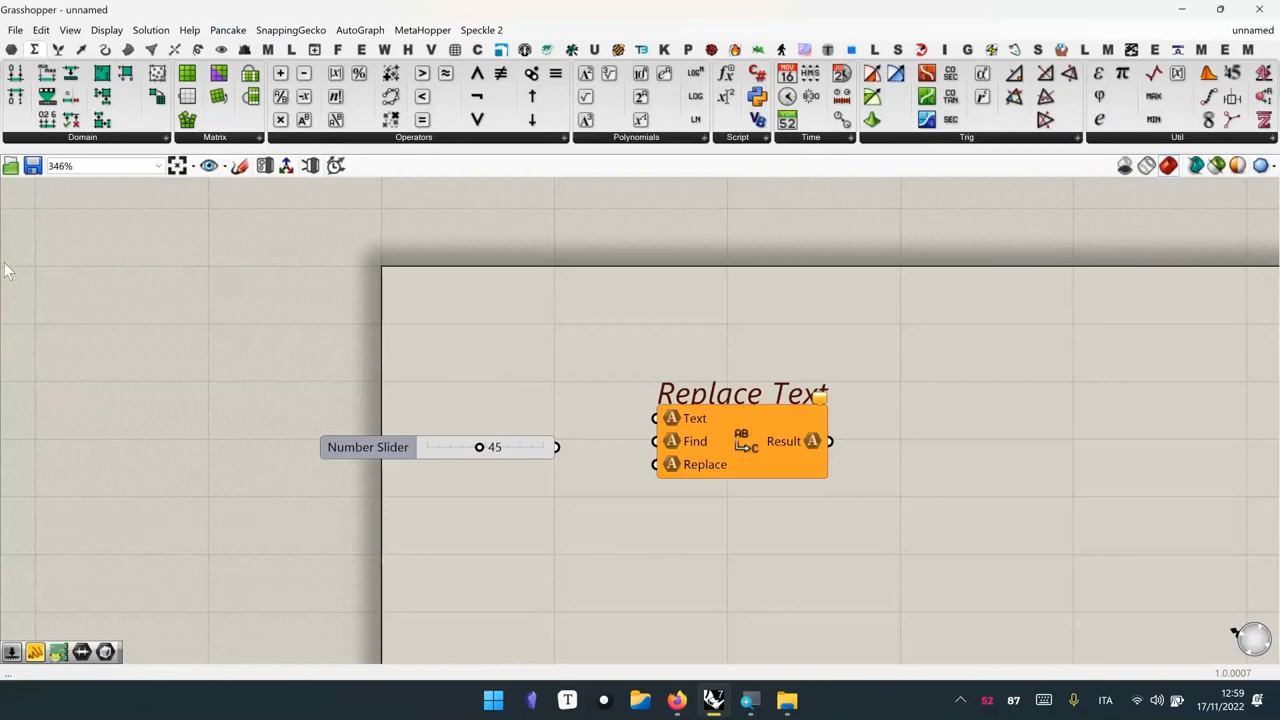 Grasshopper - unnamed
File Edit View Display Solution Help Pancake SnappingGecko AutoGraph MetaHopper Speckle 2 unnamed
Domain Matrix Operators Polynomials Script Time Trig Util
346%
Replace Text
Text
Find Result
Replace
Number Slider 45
...
1.0.0007
52 87 ITA 12:59
17/11/2022